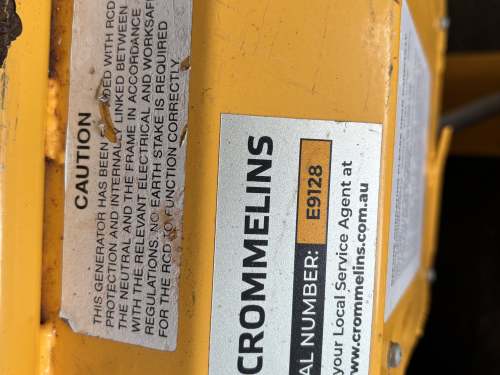 CAUTION
THIS GENERATOR HAS BEEN DED WITH RCD
PROTECTION AND INTERNALLY LINKED BETWEEN
THE NEUTRAL AND THE FRAME IN ACCORDANCE
WITH THE RELEVANT ELECTRICAL AND WORKSAF
REGULATIONS. NO EARTH STAKE IS REQUIRED
FOR THE RCD TO FUNCTION CORRECTLY
CROMMELINS
AL NUMBER: E9128
your Local Service Agent at
www.crommelins.com.au